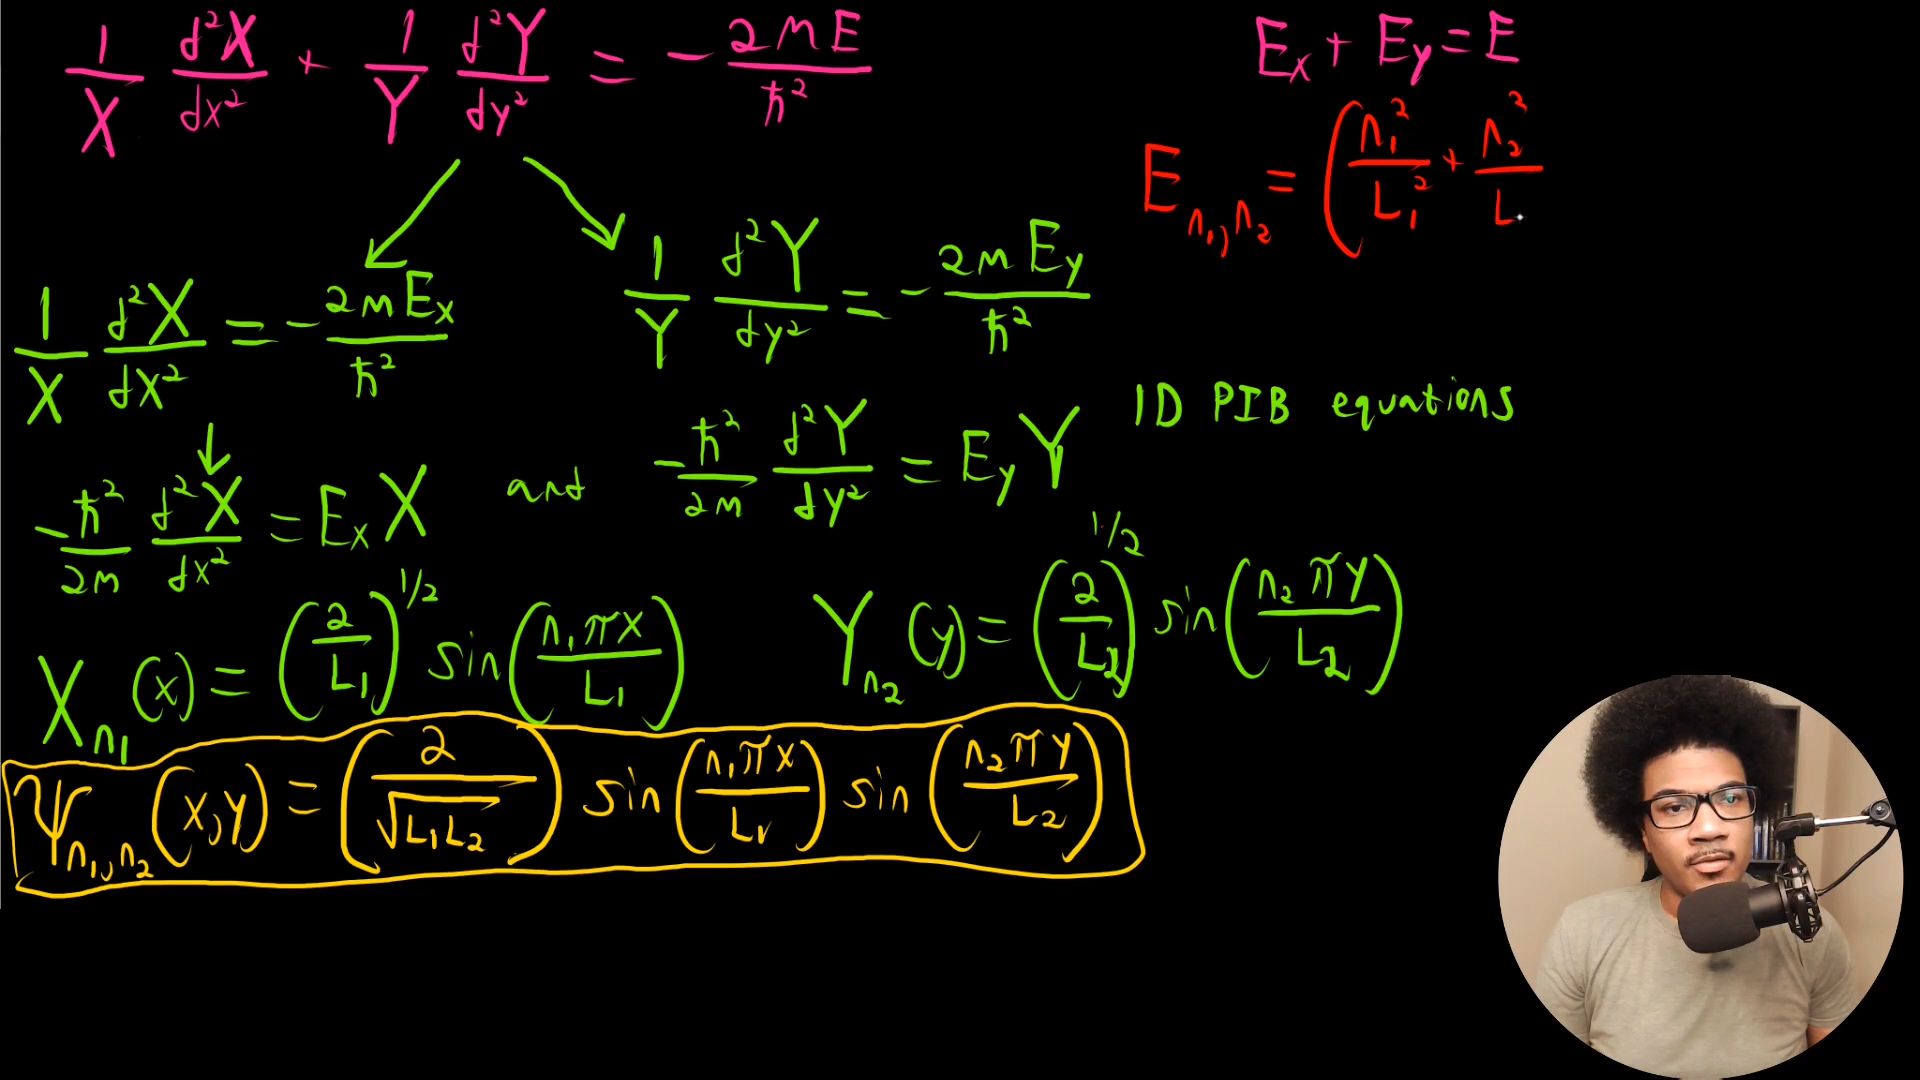 1/X d²X/dx² + 1/Y d²Y/dy² = - 2mE/ħ²
Ex + Ey = E
E n₁,n₂ = (n₁²/L₁² + n₂²/L
1/X d²X/dX² = - 2mEx/ħ²
1/Y d²Y/dy² = - 2mEy/ħ²
1D PIB equations
-ħ²/2m d²X/dx² = Ex X and -ħ²/2m d²Y/dy² = Ey Y
Xn₁(x) = (2/L₁)^1/2 sin(n₁πx/L₁)
Yn₂(y) = (2/L₂)^1/2 sin(n₂πy/L₂)
Ψn₁,n₂(x,y) = (2/√L₁L₂) sin(n₁πx/L₁) sin(n₂πy/L₂)